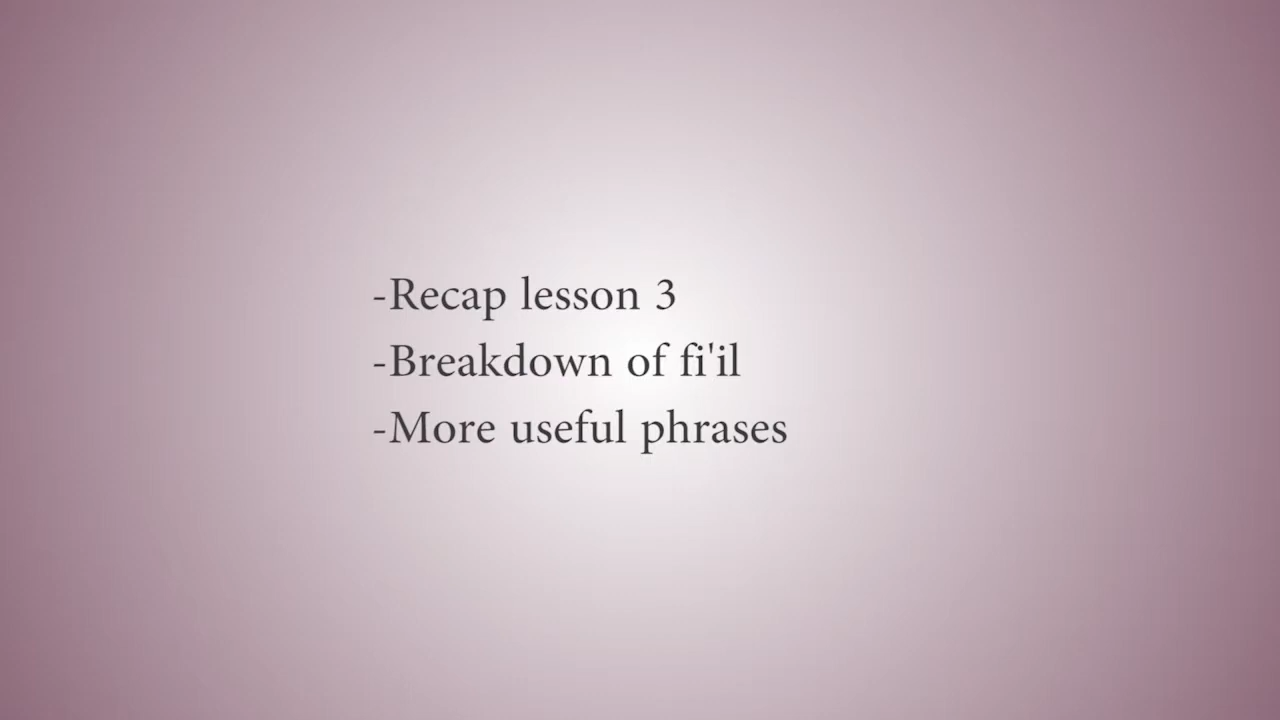 -Recap lesson 3
-Breakdown of fi'il
-More useful phrases